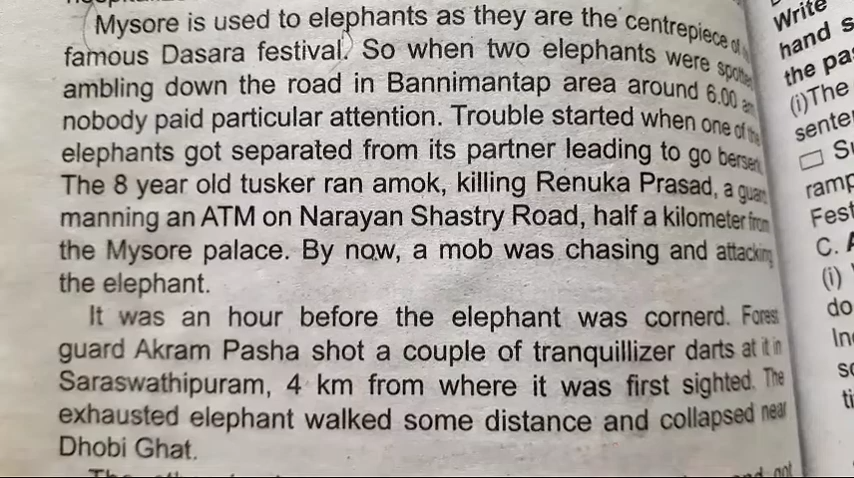 Mysore is used to elephants as they are the centrepiece of
famous Dasara festival. So when two elephants were spotted
ambling down the road in Bannimantap area around 6.00 am
nobody paid particular attention. Trouble started when one of the
elephants got separated from its partner leading to go berserk
The 8 year old tusker ran amok, killing Renuka Prasad, a guard
manning an ATM on Narayan Shastry Road, half a kilometer from
the Mysore palace. By now, a mob was chasing and attacking
the elephant.
It was an hour before the elephant was cornerd. Forest
guard Akram Pasha shot a couple of tranquillizer darts at it in
Saraswathipuram, 4 km from where it was first sighted. The
exhausted elephant walked some distance and collapsed near
Dhobi Ghat.
Write
hand s
the pa
(i)The
senter
Su
ramp
Fest
C.
(i)
do
In
so
ti